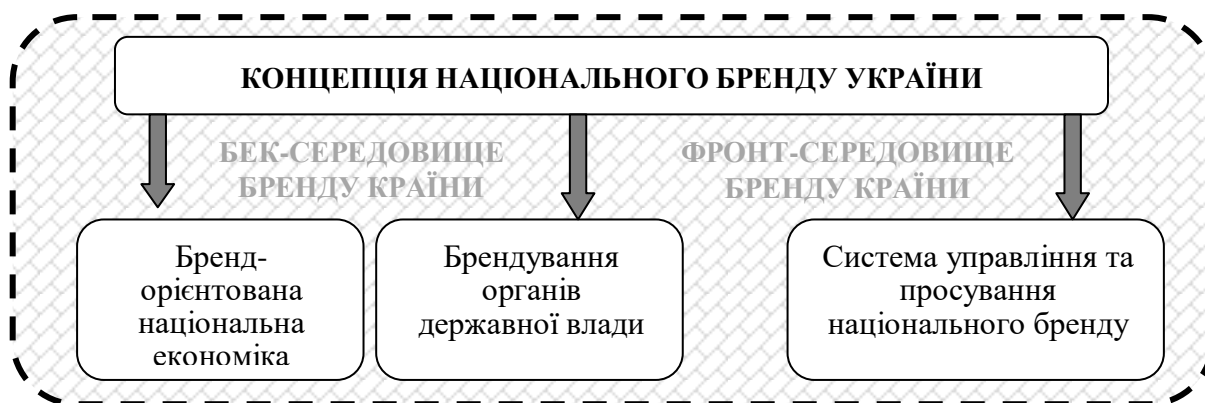 КОНЦЕПЦІЯ НАЦІОНАЛЬНОГО БРЕНДУ УКРАЇНИ
БЕК-СЕРЕДОВИЩЕ
БРЕНДУ КРАЇНИ
ФРОНТ-СЕРЕДОВИЩЕ
БРЕНДУ КРАЇНИ
Бренд-
орієнтована
національна
економіка
Брендування
органів
державної влади
Система управління та
просування
національного бренду